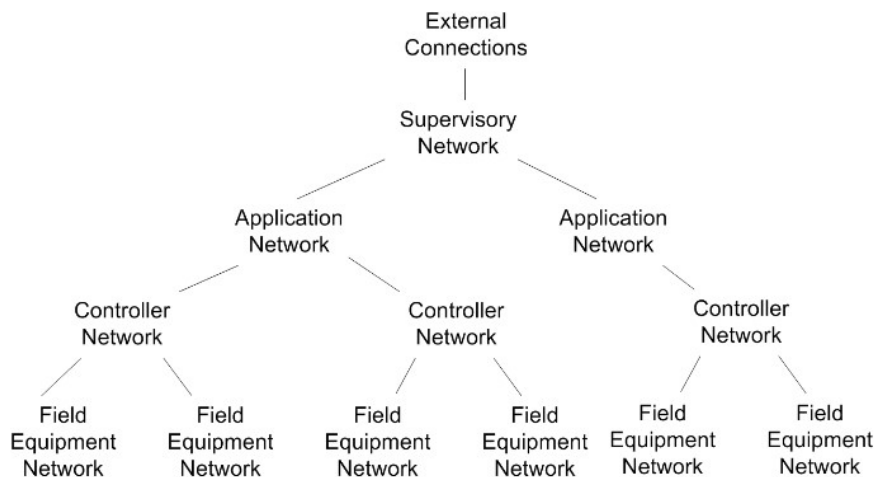 External
Connections
Supervisory
Network
Application
Network
Application
Network
Controller
Network
Controller
Network
Controller
Network
Field
Equipment
Network
Field
Equipment
Network
Field
Equipment
Network
Field
Equipment
Network
Field
Equipment
Network
Field
Equipment
Network